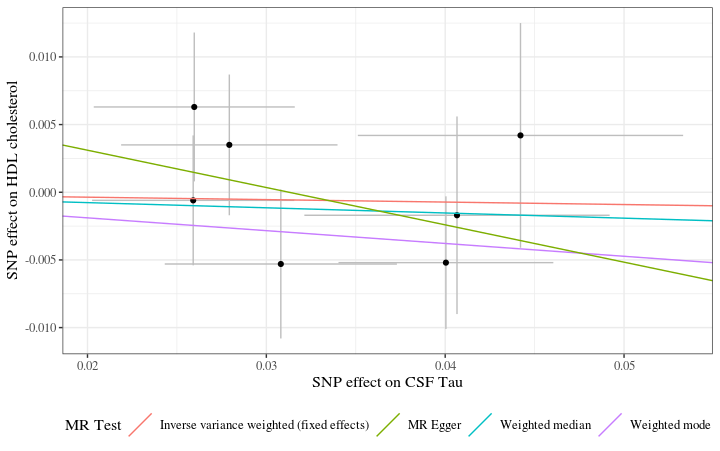 0.010
0.005
0.000
-0.005
-0.010
SNP effect on HDL cholesterol
0.02 0.03 0.04 0.05
SNP effect on CSF Tau
MR Test Inverse variance weighted (fixed effects) MR Egger Weighted median Weighted mode